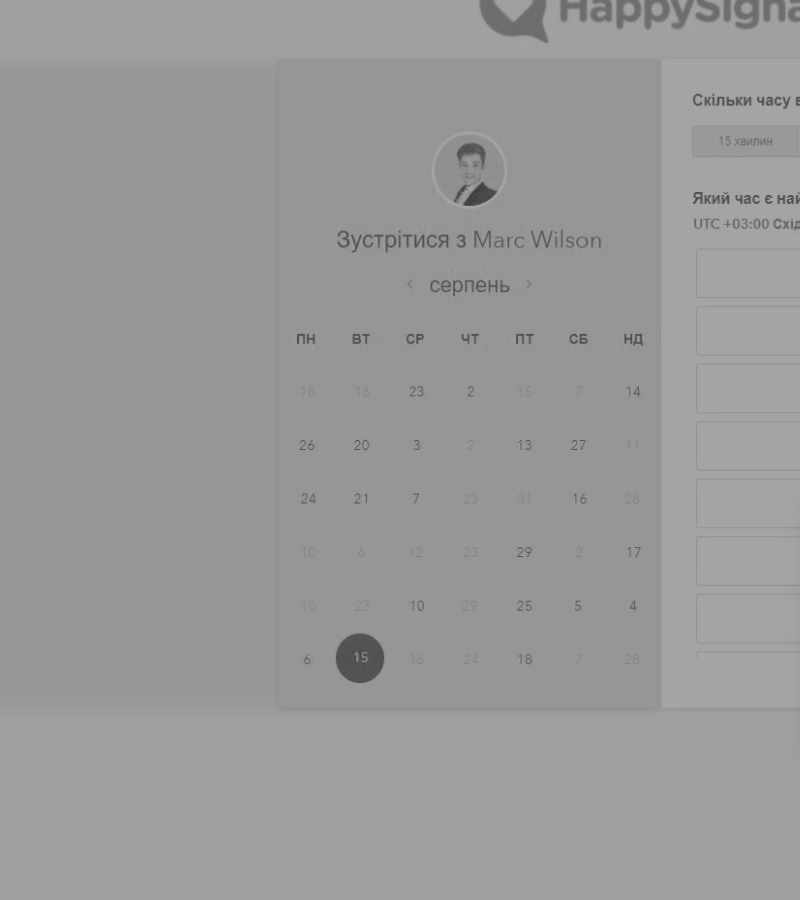 HappySigna
Скільки часу в
15 хвилин
Зустрітися з Marc Wilson
серпень
Який час є най
UTC +03:00 Схід
ПН ВТ СР ЧТ ПТ СБ НД
18 16 23 2 15 7 14
26 20 3 2 13 27 11
24 21 7 23 31 16 28
10 6 12 23 29 2 17
10 23 10 29 25 5 4
6 15 16 24 18 7 28